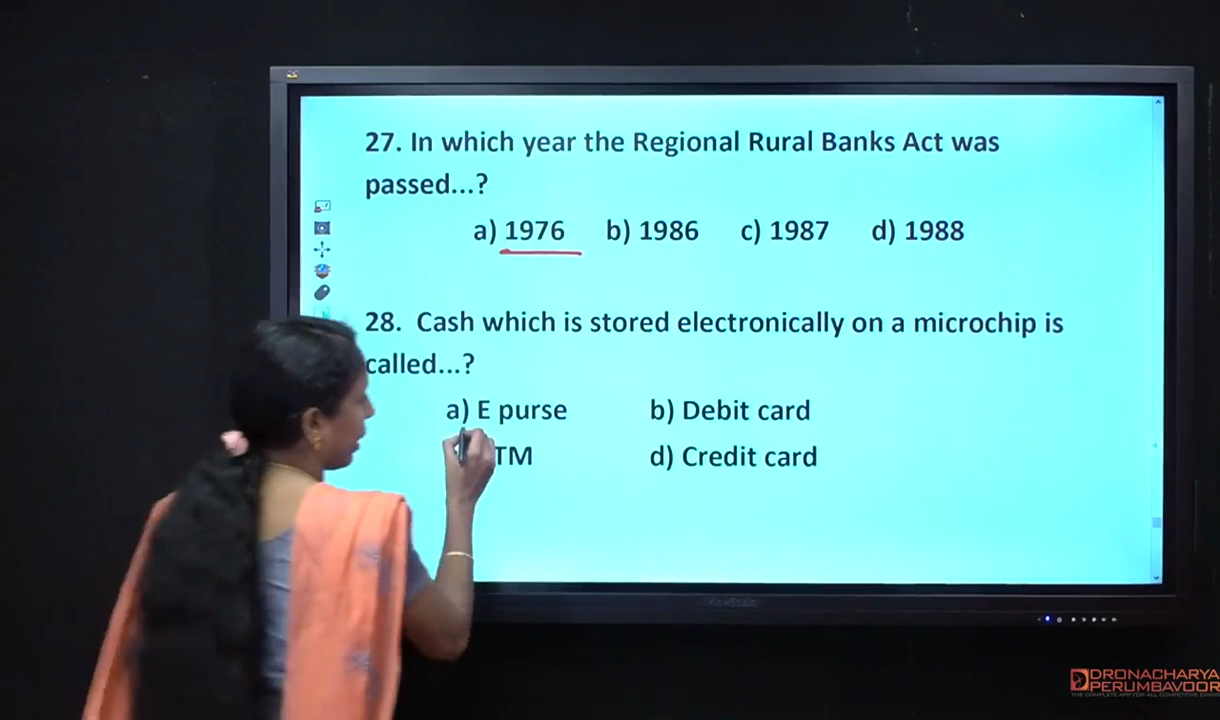 27. In which year the Regional Rural Banks Act was
passed...?
a) 1976 b) 1986 c) 1987 d) 1988
28. Cash which is stored electronically on a microchip is
called...?
a) E purse b) Debit card
TM d) Credit card
DRONACHARYA
PERUMBAVOOR